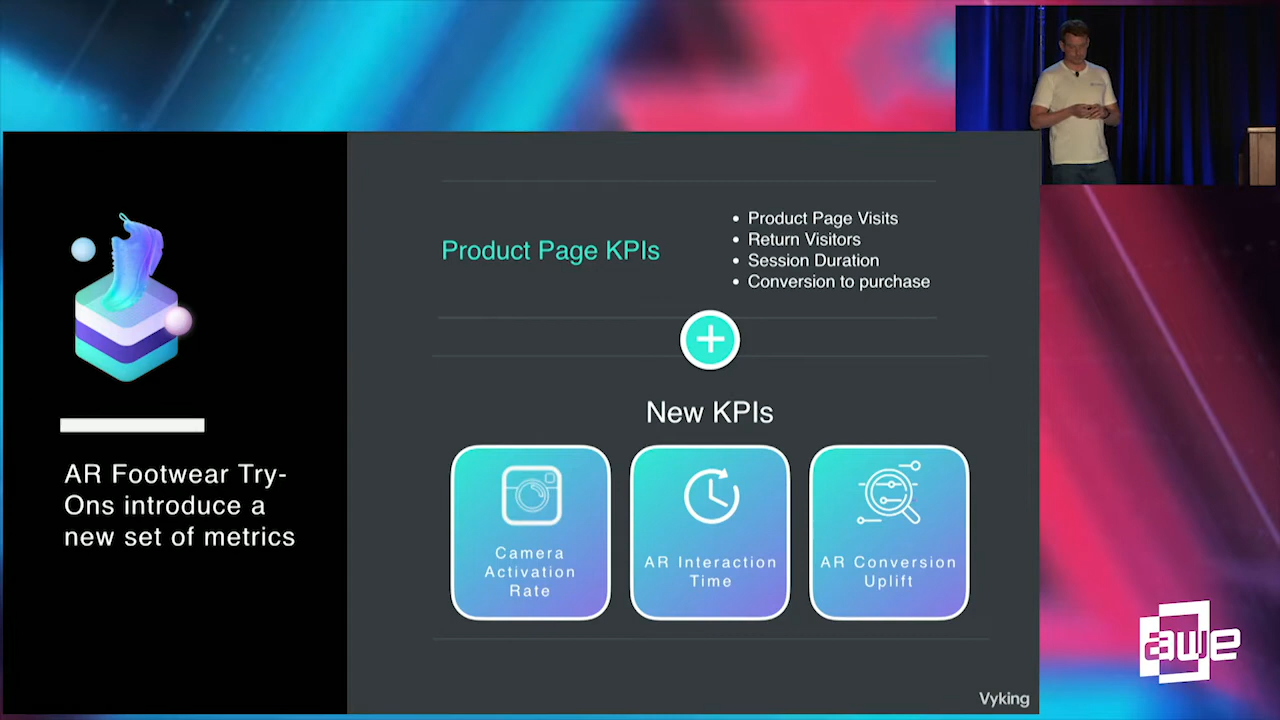 AR Footwear Try-
Ons introduce a
new set of metrics
Product Page KPIs
• Product Page Visits
• Return Visitors
• Session Duration
• Conversion to purchase
New KPIs
Camera
Activation
Rate
AR Interaction
Time
AR Conversion
Uplift
Vyking
awe